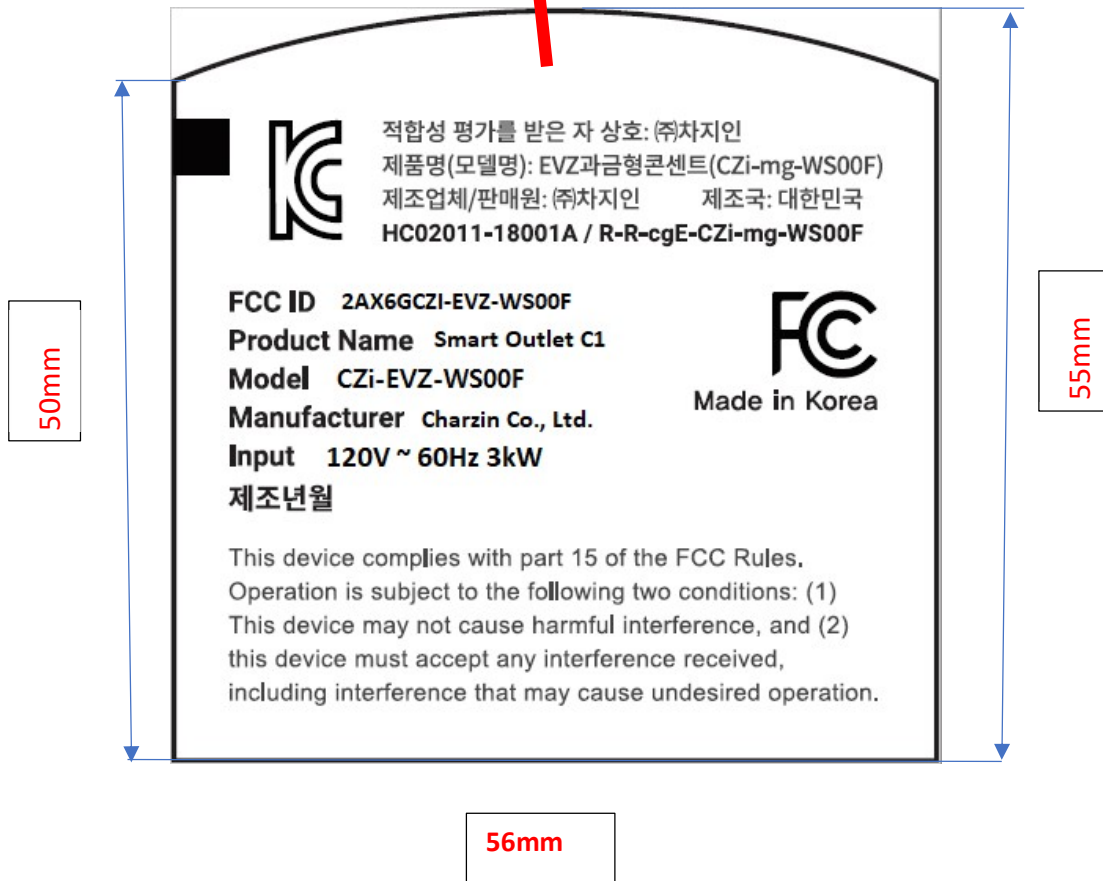 적합성 평가를 받은 자 상호: ㈜차지인
제품명(모델명): EVZ과금형콘센트(CZi-mg-WS00F)
제조업체/판매원: ㈜차지인 제조국: 대한민국
HC02011-18001A / R-R-cgE-CZi-mg-WS00F
FCC ID 2AX6GCZI-EVZ-WS00F
Product Name Smart Outlet C1
Model CZi-EVZ-WS00F
Manufacturer Charzin Co., Ltd.
Input 120V ~ 60Hz 3kW
제조년월
FC
Made in Korea
This device complies with part 15 of the FCC Rules.
Operation is subject to the following two conditions: (1)
This device may not cause harmful interference, and (2)
this device must accept any interference received,
including interference that may cause undesired operation.
50mm
55mm
56mm